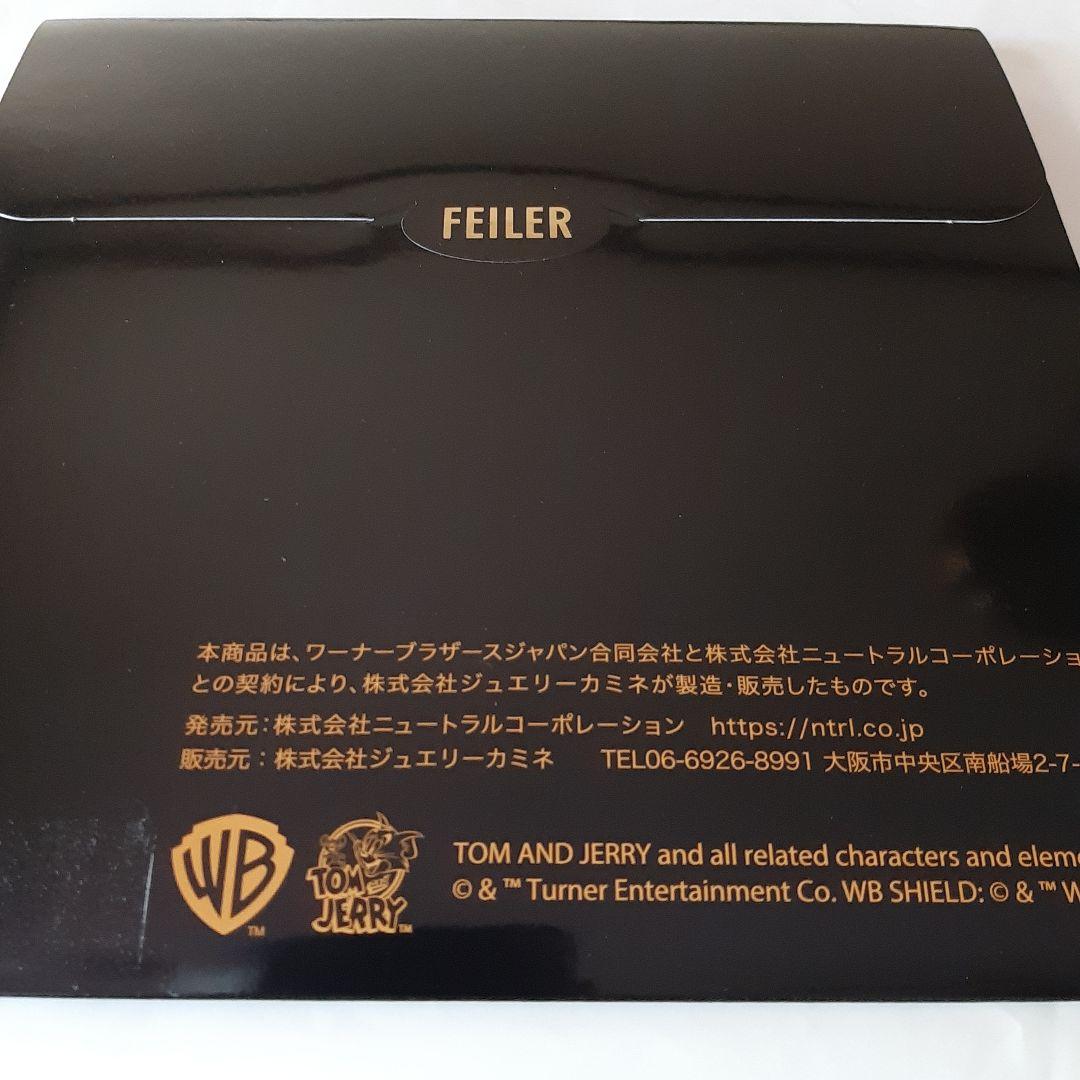 FEILER
本商品は、ワーナーブラザースジャパン合同会社と株式会社ニュートラルコーポレーショ
との契約により、株式会社ジュエリーカミネが製造・販売したものです。
発売元：株式会社ニュートラルコーポレーション https://ntrl.co.jp
販売元：株式会社ジュエリーカミネ TEL06-6926-8991 大阪市中央区南船場2-7-
WB TM
TOM AND JERRY TM
TOM AND JERRY and all related characters and eleme
© & ™ Turner Entertainment Co. WB SHIELD: © & ™ W